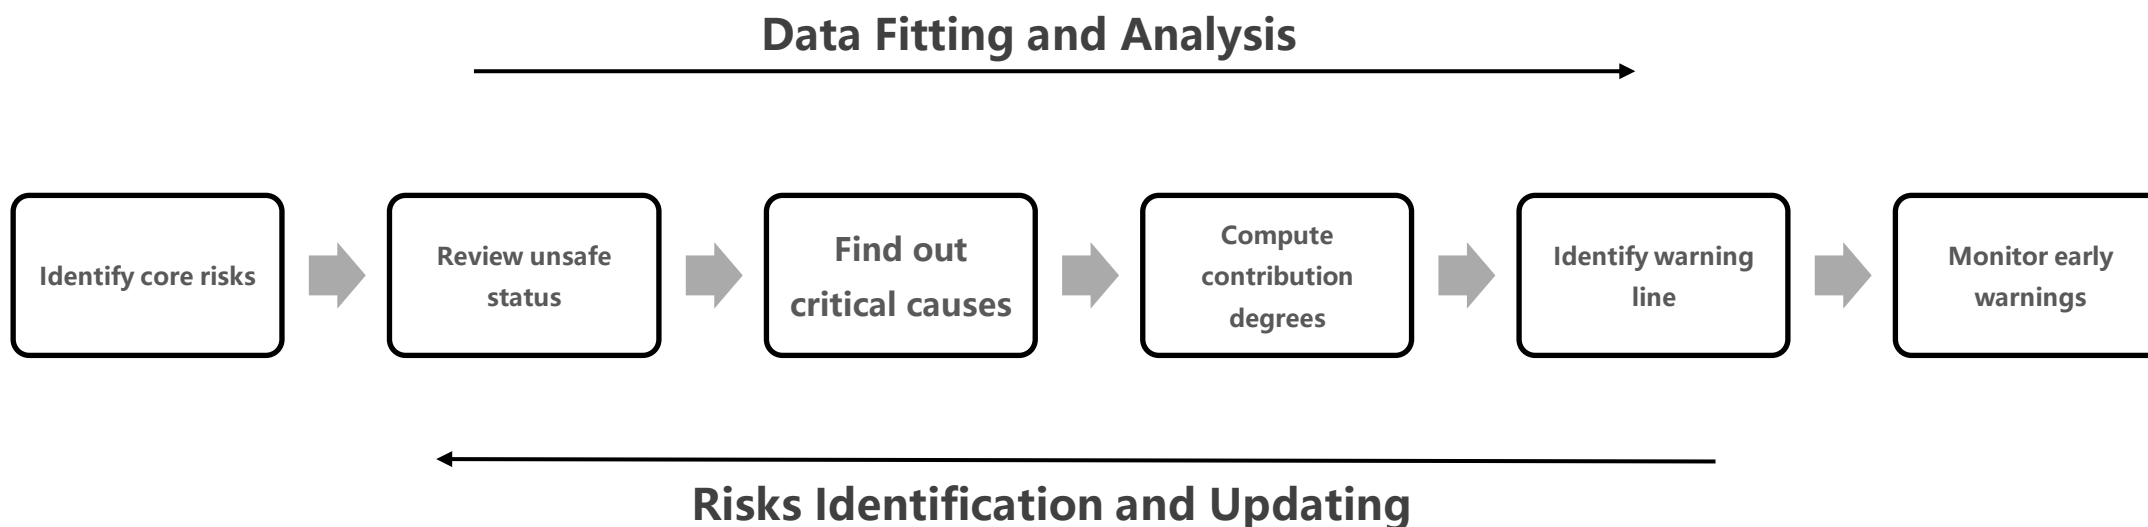 Data Fitting and Analysis
Identify core risks
Review unsafe
status
Find out
critical causes
Compute
contribution
degrees
Identify warning
line
Monitor early
warnings
Risks Identification and Updating